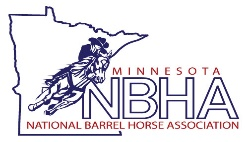 MINNESOTA
NBHA
NATIONAL BARREL HORSE ASSOCIATION